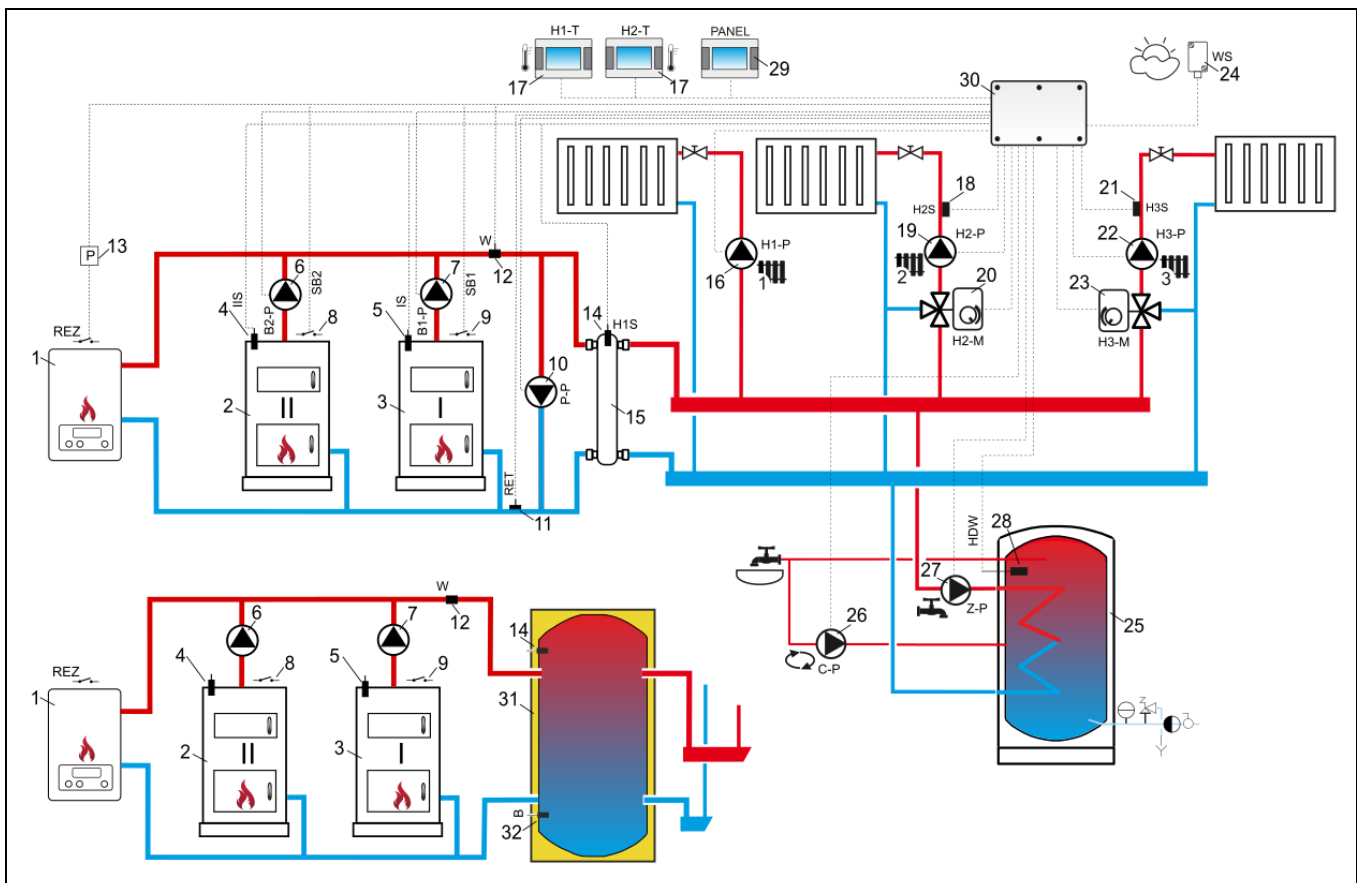 H1-T H2-T PANEL
17 17 29
30
WS
24
13
P
W
12
6
7
IIS
B2-P
SB2
IS
B1-P
SB1
4 8 5 9
REZ
1
2
II
3
I
10
P-P
14 H1S
15
RET
11
16
H1-P
1
18
H2S
19 H2-P
2
20
H2-M
21
H3S
22 H3-P
3
23
H3-M
HDW
28
27
Z-P
25
26
C-P
Z
W
12
6
7
4 8 5 9
REZ
1
2
II
3
I
14
31
B
32